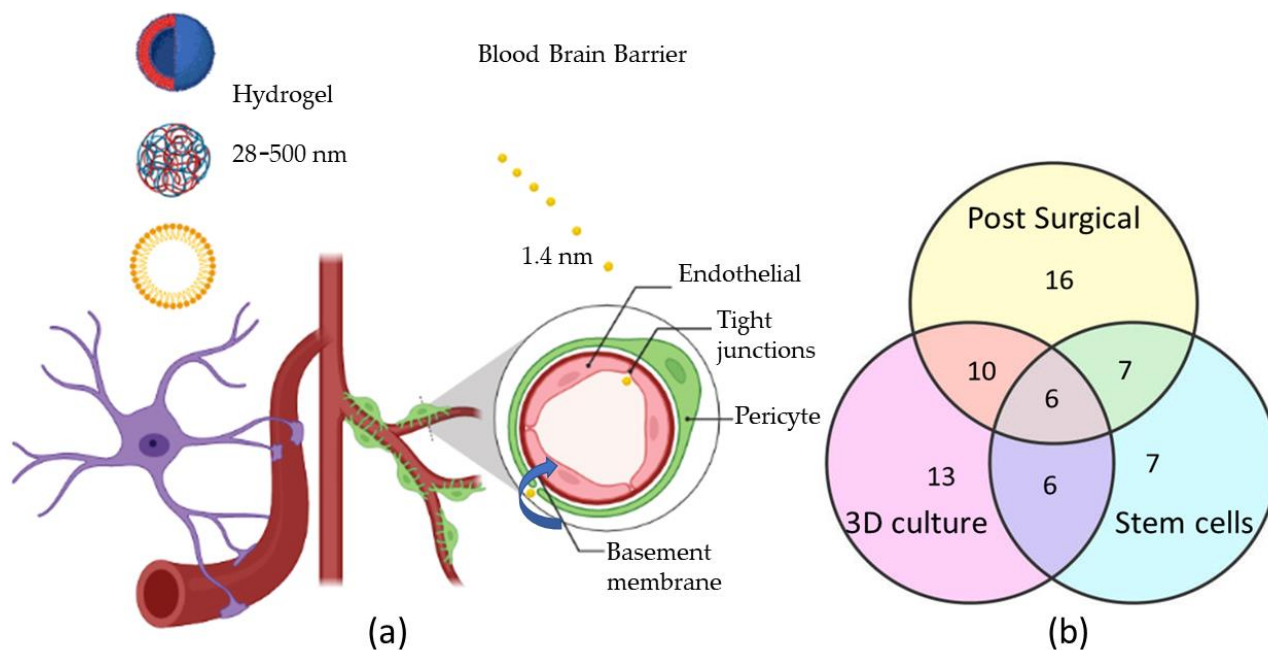 Blood Brain Barrier
Hydrogel
28-500 nm
1.4 nm
Endothelial
Tight
junctions
Pericyte
Basement
membrane
(a)
Post Surgical
16
10
7
6
13
6
7
3D culture
Stem cells
(b)